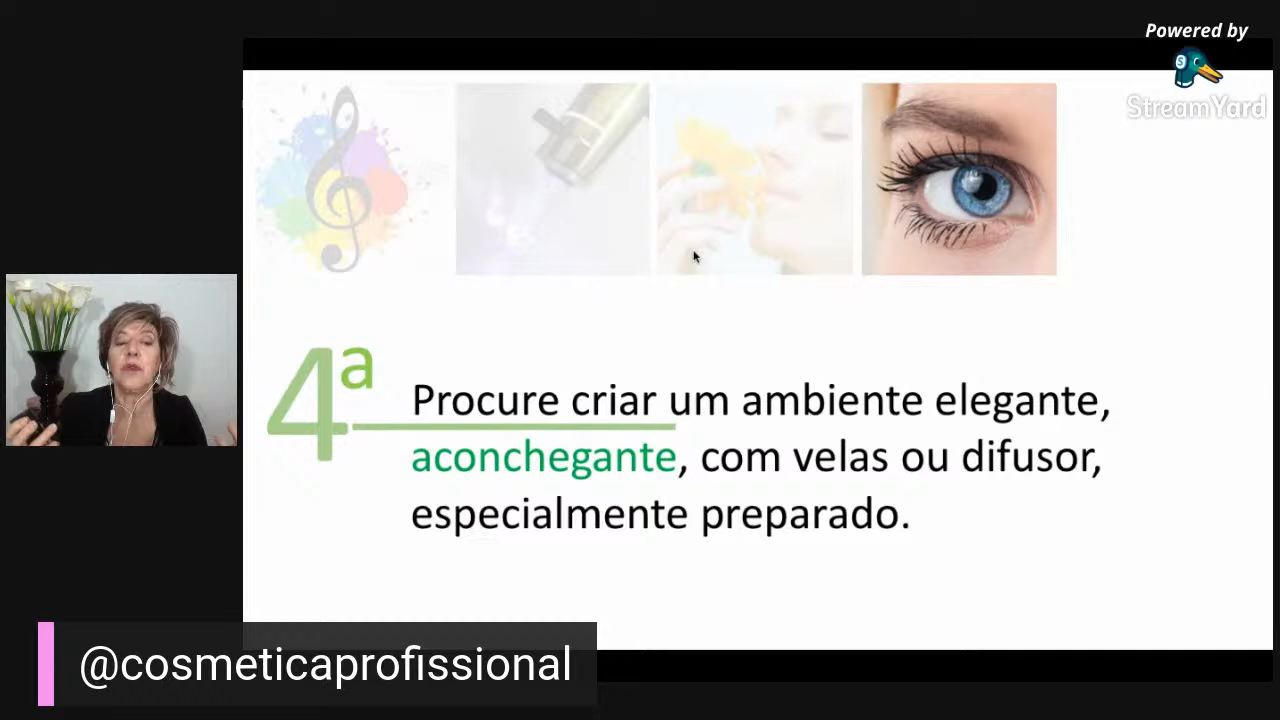 Powered by
StreamYard
4ª
Procure criar um ambiente elegante,
aconchegante, com velas ou difusor,
especialmente preparado.
@cosmeticaprofissional